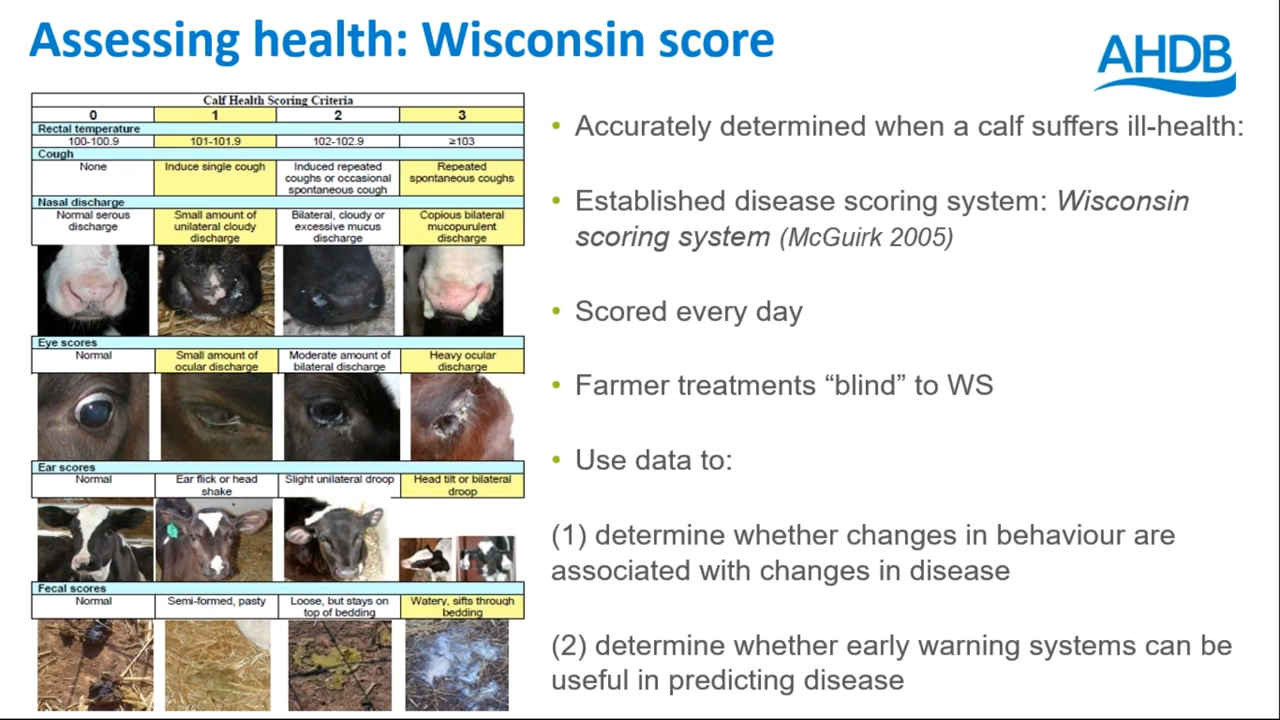 Assessing health: Wisconsin score
AHDB
Calf Health Scoring Criteria
0 1 2 3
Rectal temperature
100-100.9 101-101.9 102-102.9 ≥103
Cough
None Induce single cough Induced repeated coughs or occasional spontaneous cough Repeated spontaneous coughs
Nasal discharge
Normal serous discharge Small amount of unilateral cloudy discharge Bilateral, cloudy or excessive mucus discharge Copious bilateral mucopurulent discharge
Eye scores
Normal Small amount of ocular discharge Moderate amount of bilateral discharge Heavy ocular discharge
Ear scores
Normal Ear flick or head shake Slight unilateral droop Head tilt or bilateral droop
Fecal scores
Normal Semi-formed, pasty Loose, but stays on top of bedding Watery, sifts through bedding
• Accurately determined when a calf suffers ill-health:
• Established disease scoring system: Wisconsin
scoring system (McGuirk 2005)
• Scored every day
• Farmer treatments “blind” to WS
• Use data to:
(1) determine whether changes in behaviour are
associated with changes in disease
(2) determine whether early warning systems can be
useful in predicting disease